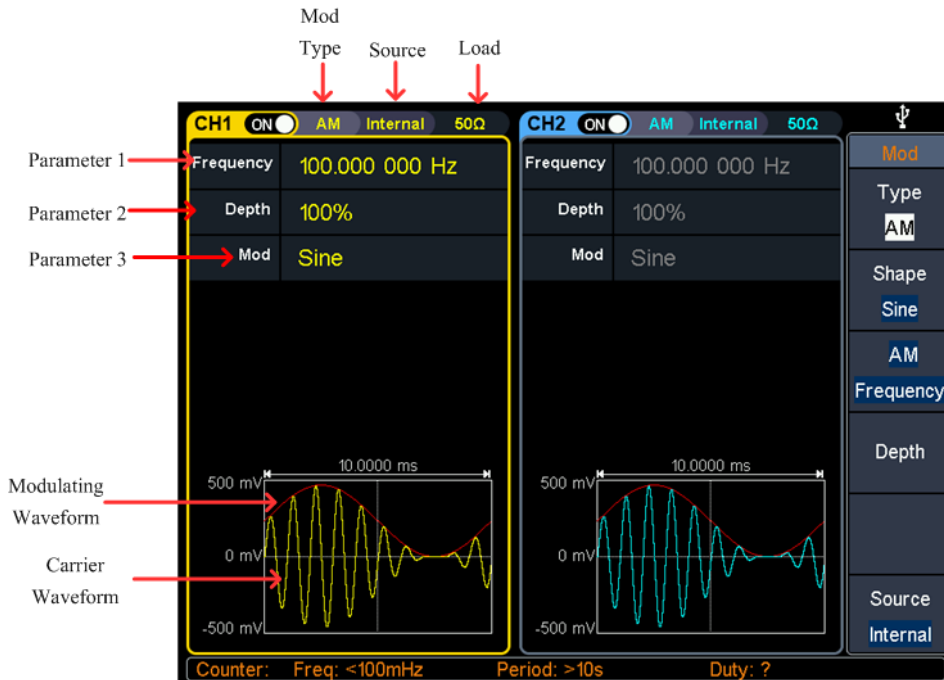 Mod
Type
Source
Load
CH1 ON AM Internal 50Ω
CH2 ON AM Internal 50Ω
Parameter 1
Frequency 100.000 000 Hz
Frequency 100.000 000 Hz
Mod
Type
AM
Parameter 2
Depth 100%
Depth 100%
Parameter 3
Mod Sine
Mod Sine
Shape
Sine
AM
Frequency
Depth
10.0000 ms
10.0000 ms
Modulating
Waveform
500 mV
500 mV
0 mV
0 mV
Carrier
Waveform
-500 mV
-500 mV
Source
Internal
Counter: Freq: <100mHz Period: >10s Duty: ?